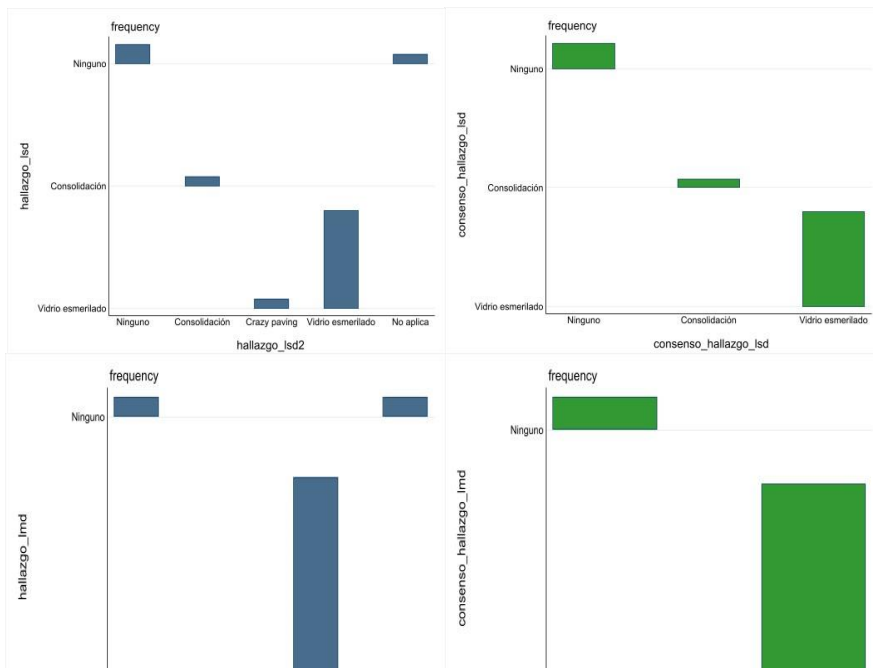 frequency
Ninguno
hallazgo_lsd
Consolidación
Vidrio esmerilado
Ninguno Consolidación Crazy paving Vidrio esmerilado No aplica
hallazgo_lsd2
frequency
Ninguno
consenso_hallazgo_lsd
Consolidación
Vidrio esmerilado
Ninguno Consolidación Vidrio esmerilado
consenso_hallazgo_lsd
frequency
Ninguno
hallazgo_lmd
frequency
Ninguno
consenso_hallazgo_lmd